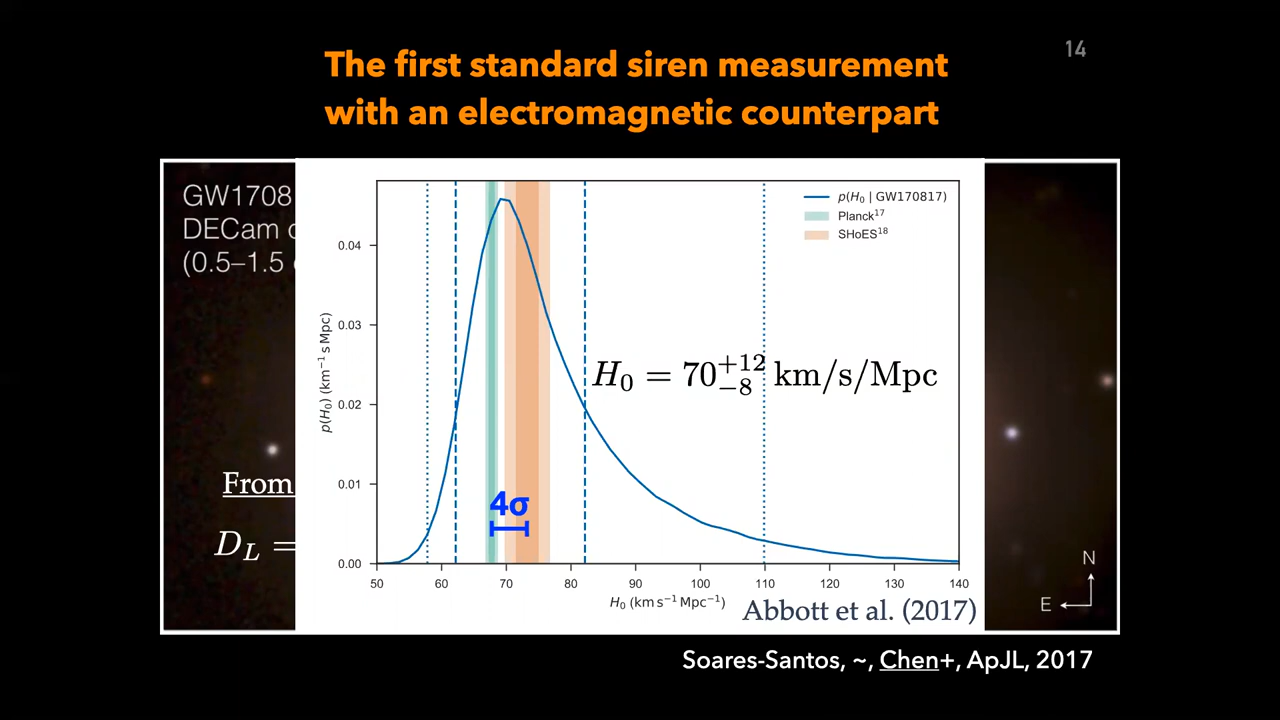 14
The first standard siren measurement
with an electromagnetic counterpart
GW1708
DECam
(0.5–1.5
From
D_L =
p(H₀ | GW170817)
Planck¹⁷
SHoES¹⁸
p(H₀) (km⁻¹ s Mpc)
0.04
0.03
0.02
0.01
0.00
H₀ = 70⁺¹²₋₈ km/s/Mpc
4σ
50 60 70 80 90 100 110 120 130 140
H₀ (km s⁻¹ Mpc⁻¹)
Abbott et al. (2017)
N
E
Soares-Santos, ~, Chen+, ApJL, 2017